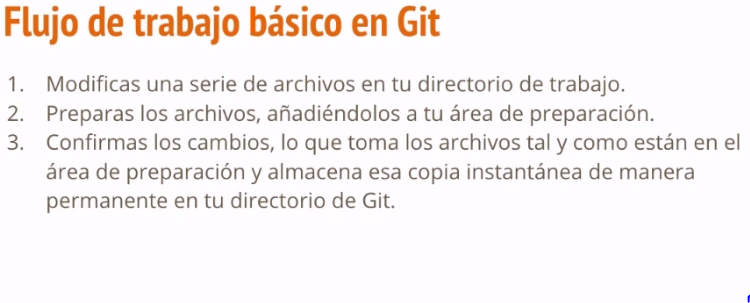 Flujo de trabajo básico en Git
1. Modificas una serie de archivos en tu directorio de trabajo.
2. Preparas los archivos, añadiéndolos a tu área de preparación.
3. Confirmas los cambios, lo que toma los archivos tal y como están en el
área de preparación y almacena esa copia instantánea de manera
permanente en tu directorio de Git.